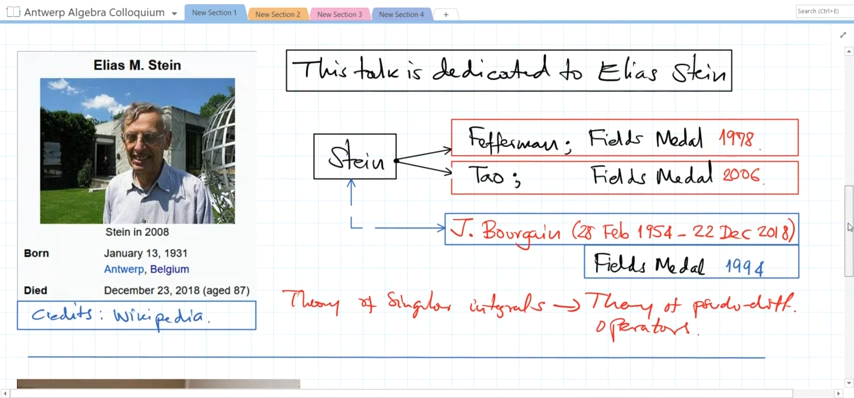 Antwerp Algebra Colloquium
New Section 1
New Section 2
New Section 3
New Section 4
+
Search (Ctrl+E)
Elias M. Stein
Stein in 2008
Born January 13, 1931
Antwerp, Belgium
Died December 23, 2018 (aged 87)
Credits: Wikipedia.
This talk is dedicated to Elias Stein
Stein
Fefferman; Fields Medal 1978
Tao; Fields Medal 2006.
J. Bourgain (28 Feb 1954 - 22 Dec 2018)
Fields Medal 1994
Theory of Singular integrals → Theory of pseudo-diff.
operators.